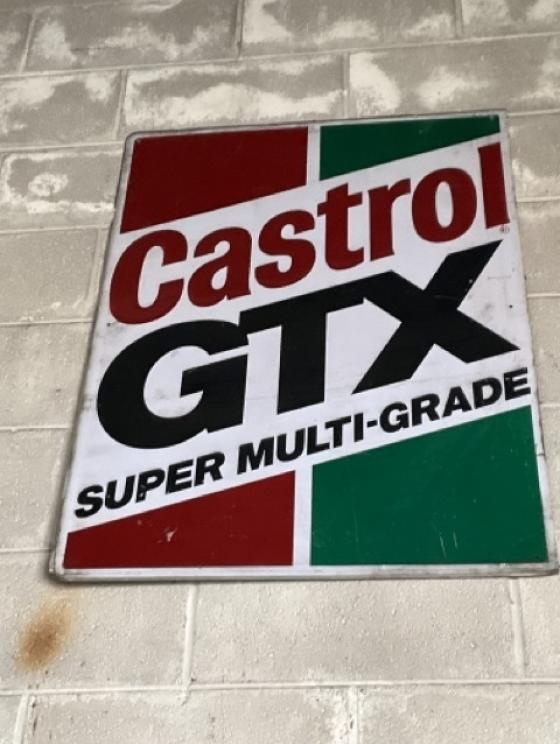 Castrol®
GTX
SUPER MULTI-GRADE